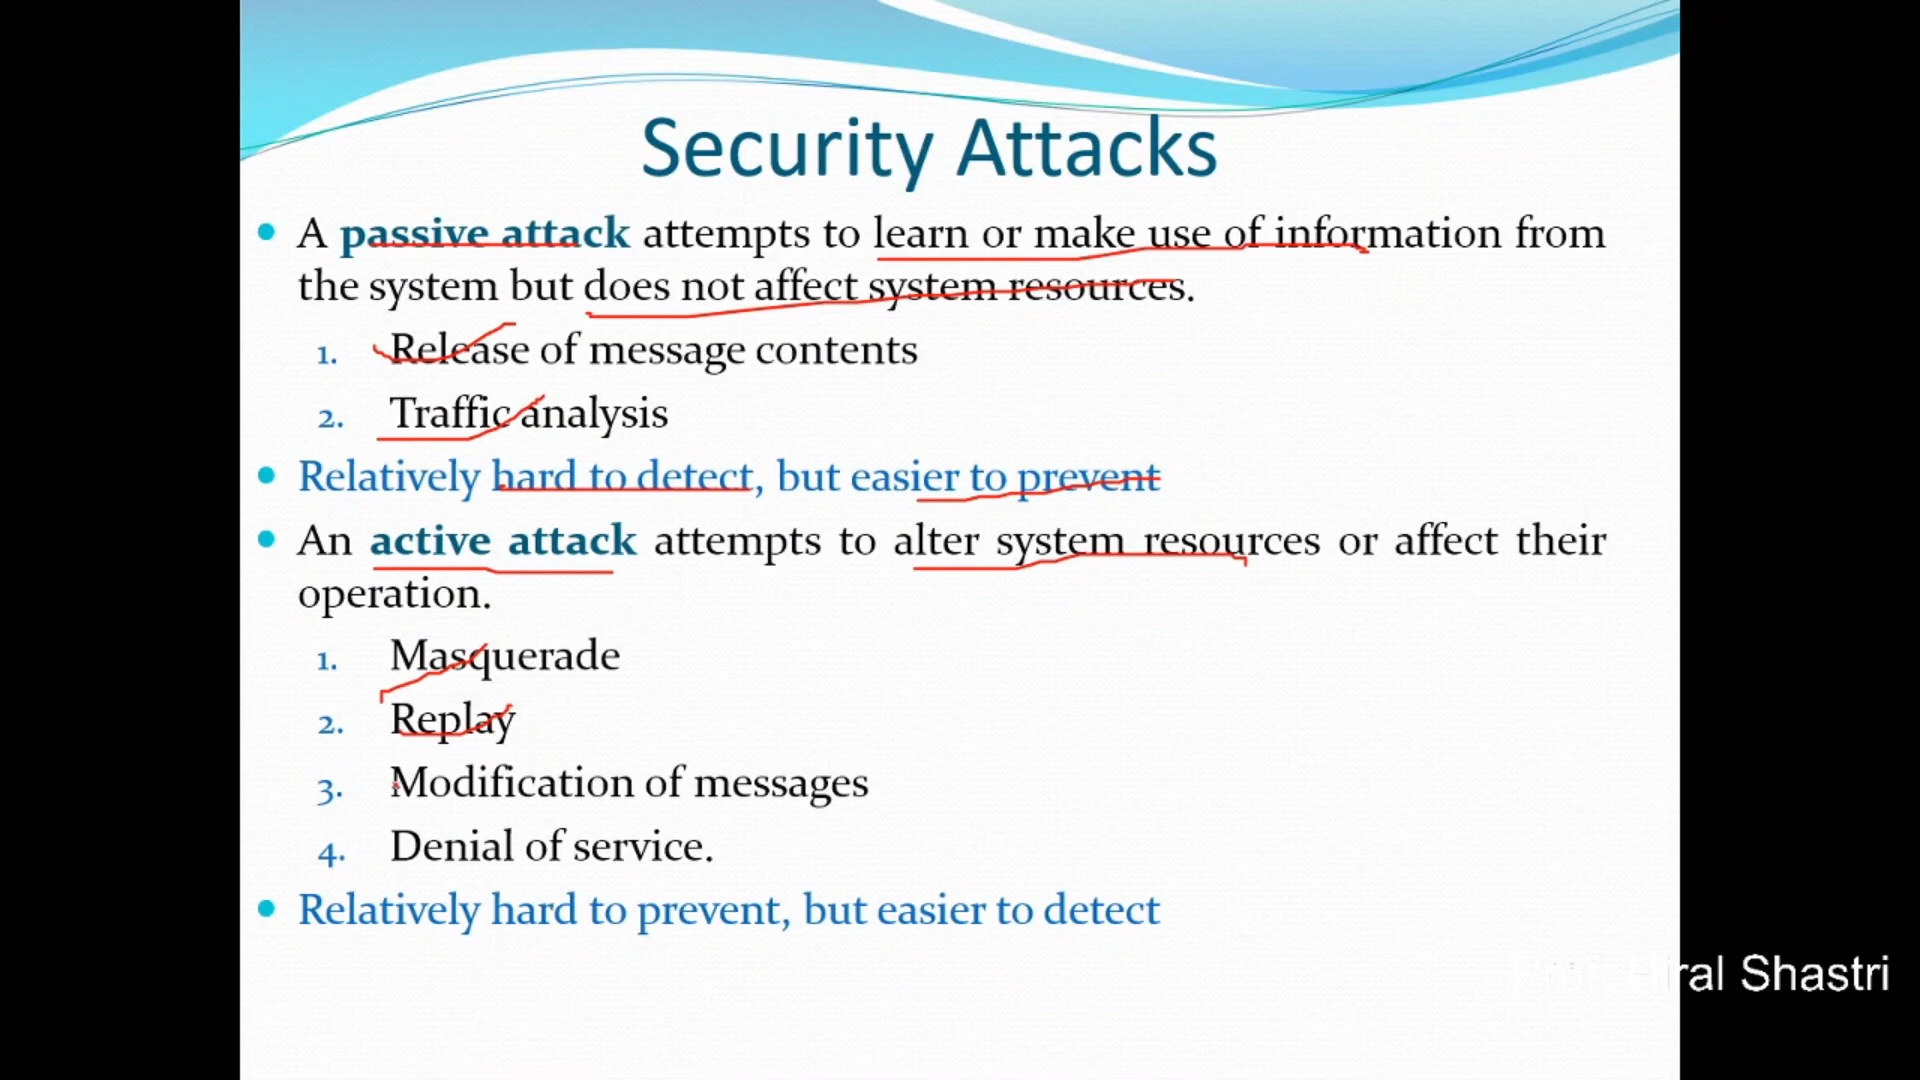 Security Attacks
• A passive attack attempts to learn or make use of information from
the system but does not affect system resources.
1. Release of message contents
2. Traffic analysis
• Relatively hard to detect, but easier to prevent
• An active attack attempts to alter system resources or affect their
operation.
1. Masquerade
2. Replay
3. Modification of messages
4. Denial of service.
• Relatively hard to prevent, but easier to detect
Shastri